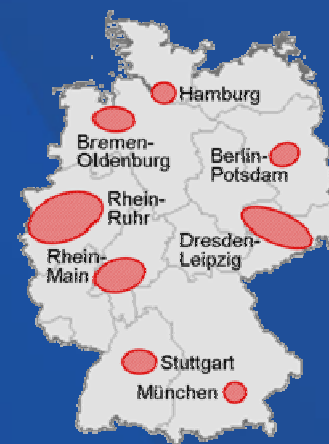 Hamburg
Bremen-
Oldenburg
Berlin-
Potsdam
Rhein-
Ruhr
Dresden-
Leipzig
Rhein-
Main
Stuttgart
München